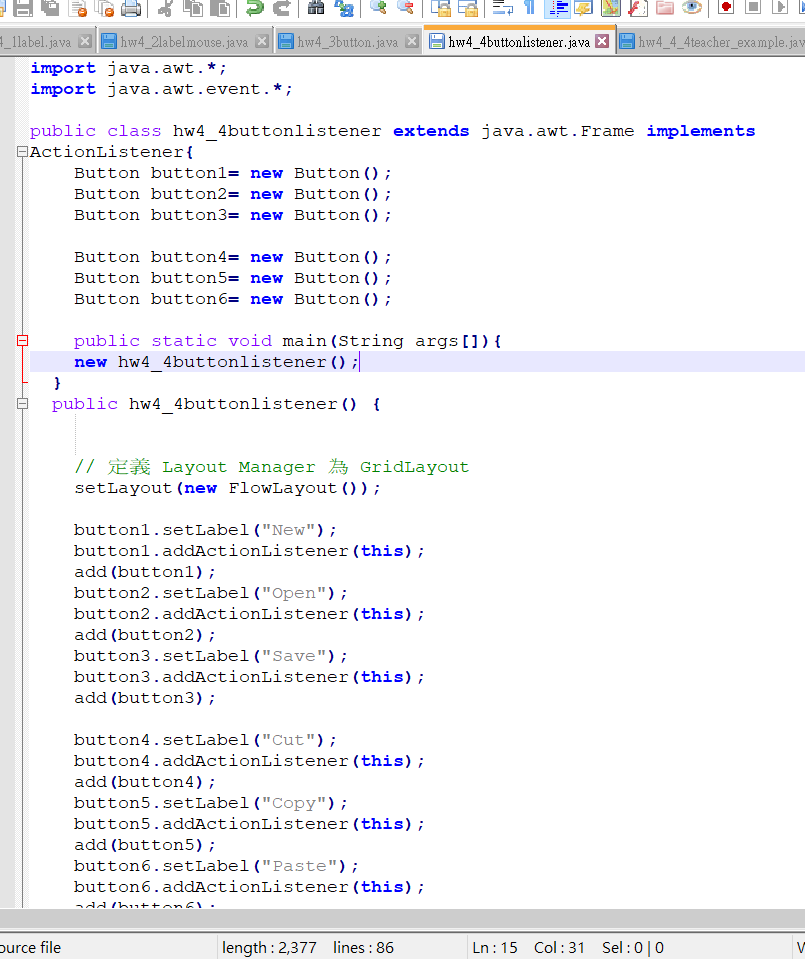 4_1label.java hw4_2labelmouse.java hw4_3button.java hw4_4buttonlistener.java hw4_4_4teacher_example.jav
import java.awt.*;
import java.awt.event.*;
public class hw4_4buttonlistener extends java.awt.Frame implements
ActionListener{
Button button1= new Button();
Button button2= new Button();
Button button3= new Button();
Button button4= new Button();
Button button5= new Button();
Button button6= new Button();
public static void main(String args[]){
new hw4_4buttonlistener();
}
public hw4_4buttonlistener() {
// 定義 Layout Manager 為 GridLayout
setLayout(new FlowLayout());
button1.setLabel("New");
button1.addActionListener(this);
add(button1);
button2.setLabel("Open");
button2.addActionListener(this);
add(button2);
button3.setLabel("Save");
button3.addActionListener(this);
add(button3);
button4.setLabel("Cut");
button4.addActionListener(this);
add(button4);
button5.setLabel("Copy");
button5.addActionListener(this);
add(button5);
button6.setLabel("Paste");
button6.addActionListener(this);
add(button6);
ource file length : 2,377 lines : 86 Ln : 15 Col : 31 Sel : 0 | 0